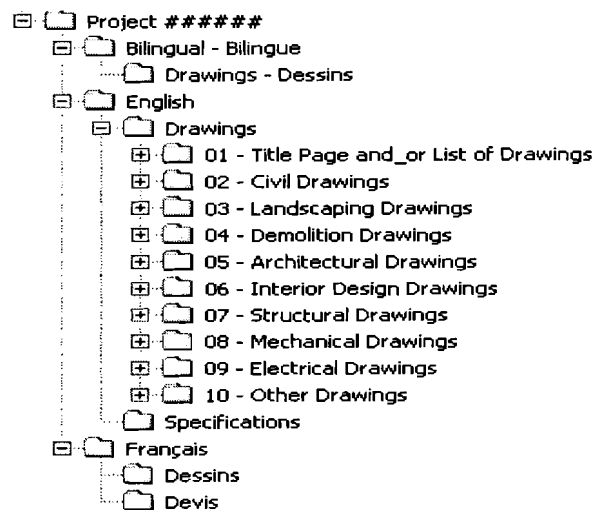 Project ######
Bilingual - Bilingue
Drawings - Dessins
English
Drawings
01 - Title Page and_or List of Drawings
02 - Civil Drawings
03 - Landscaping Drawings
04 - Demolition Drawings
05 - Architectural Drawings
06 - Interior Design Drawings
07 - Structural Drawings
08 - Mechanical Drawings
09 - Electrical Drawings
10 - Other Drawings
Specifications
Français
Dessins
Devis